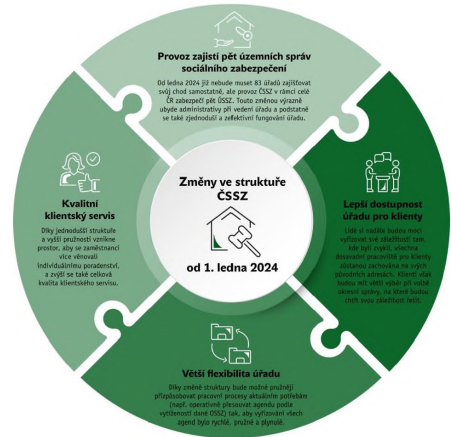 Provoz zajistí pět územních správ
sociálního zabezpečení
Od ledna 2024 již nebude muset 83 úřadů zajišťovat
svůj chod samostatně, ale provoz ČSSZ v rámci celé
ČR zabezpečí pět ÚSSZ. Touto změnou výrazně
ubyde administrativy při vedení úřadu a podstatně
se také zjednoduší a zefektivní fungování úřadu.
Kvalitní
klientský servis
Díky jednodušší struktuře
a vyšší pružnosti vznikne
prostor, aby se zaměstnanci
více věnovali
individuálnímu poradenství,
a zvýší se také celková
kvalita klientského servisu.
Změny ve struktuře
ČSSZ
od 1. ledna 2024
Lepší dostupnost
úřadu pro klienty
Lidé si nadále budou moci
vyřizovat své záležitosti tam,
kde byli zvyklí, všechna
dosavadní pracoviště pro klienty
zůstanou zachována na svých
původních adresách. Klienti však
budou mít větší výběr při volbě
okresní správy, na které budou
chtít svou záležitost řešit.
Větší flexibilita úřadu
Díky změně struktury bude možné pružněji
přizpůsobovat pracovní procesy aktuálním potřebám
(např. operativně přesouvat agendu podle
vytíženosti dané OSSZ) tak, aby vyřizování všech
agend bylo rychlé, pružné a plynulé.